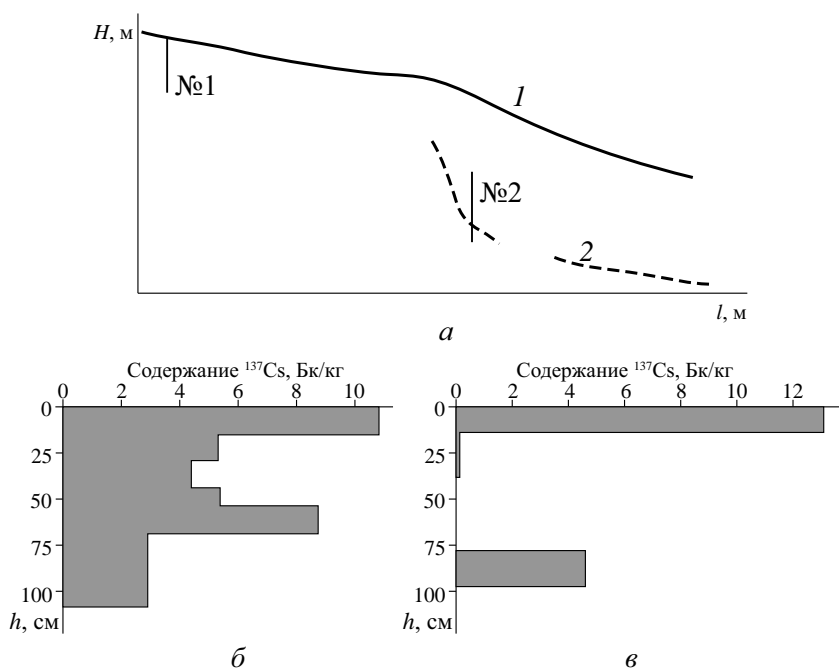 H, м
№1
1
№2
2
l, м
а
Содержание ¹³⁷Cs, Бк/кг
0 2 4 6 8 10
0
25
50
75
100
h, см
б
Содержание ¹³⁷Cs, Бк/кг
0 2 4 6 8 10 12
0
25
50
75
100
h, см
в